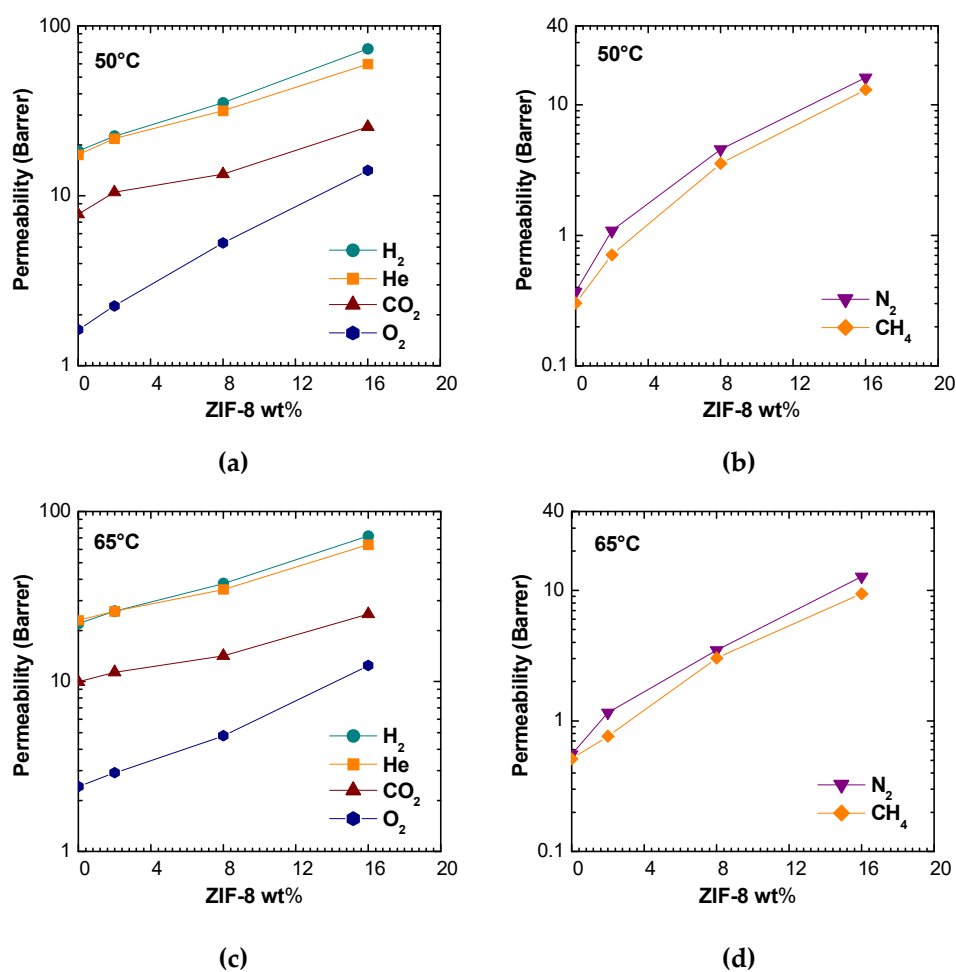 50°C
Permeability (Barrer)
100
10
1
H2
He
CO2
O2
0 4 8 12 16 20
ZIF-8 wt%
(a)
50°C
Permeability (Barrer)
40
10
1
0.1
N2
CH4
0 4 8 12 16 20
ZIF-8 wt%
(b)
65°C
Permeability (Barrer)
100
10
1
H2
He
CO2
O2
0 4 8 12 16 20
ZIF-8 wt%
(c)
65°C
Permeability (Barrer)
40
10
1
0.1
N2
CH4
0 4 8 12 16 20
ZIF-8 wt%
(d)